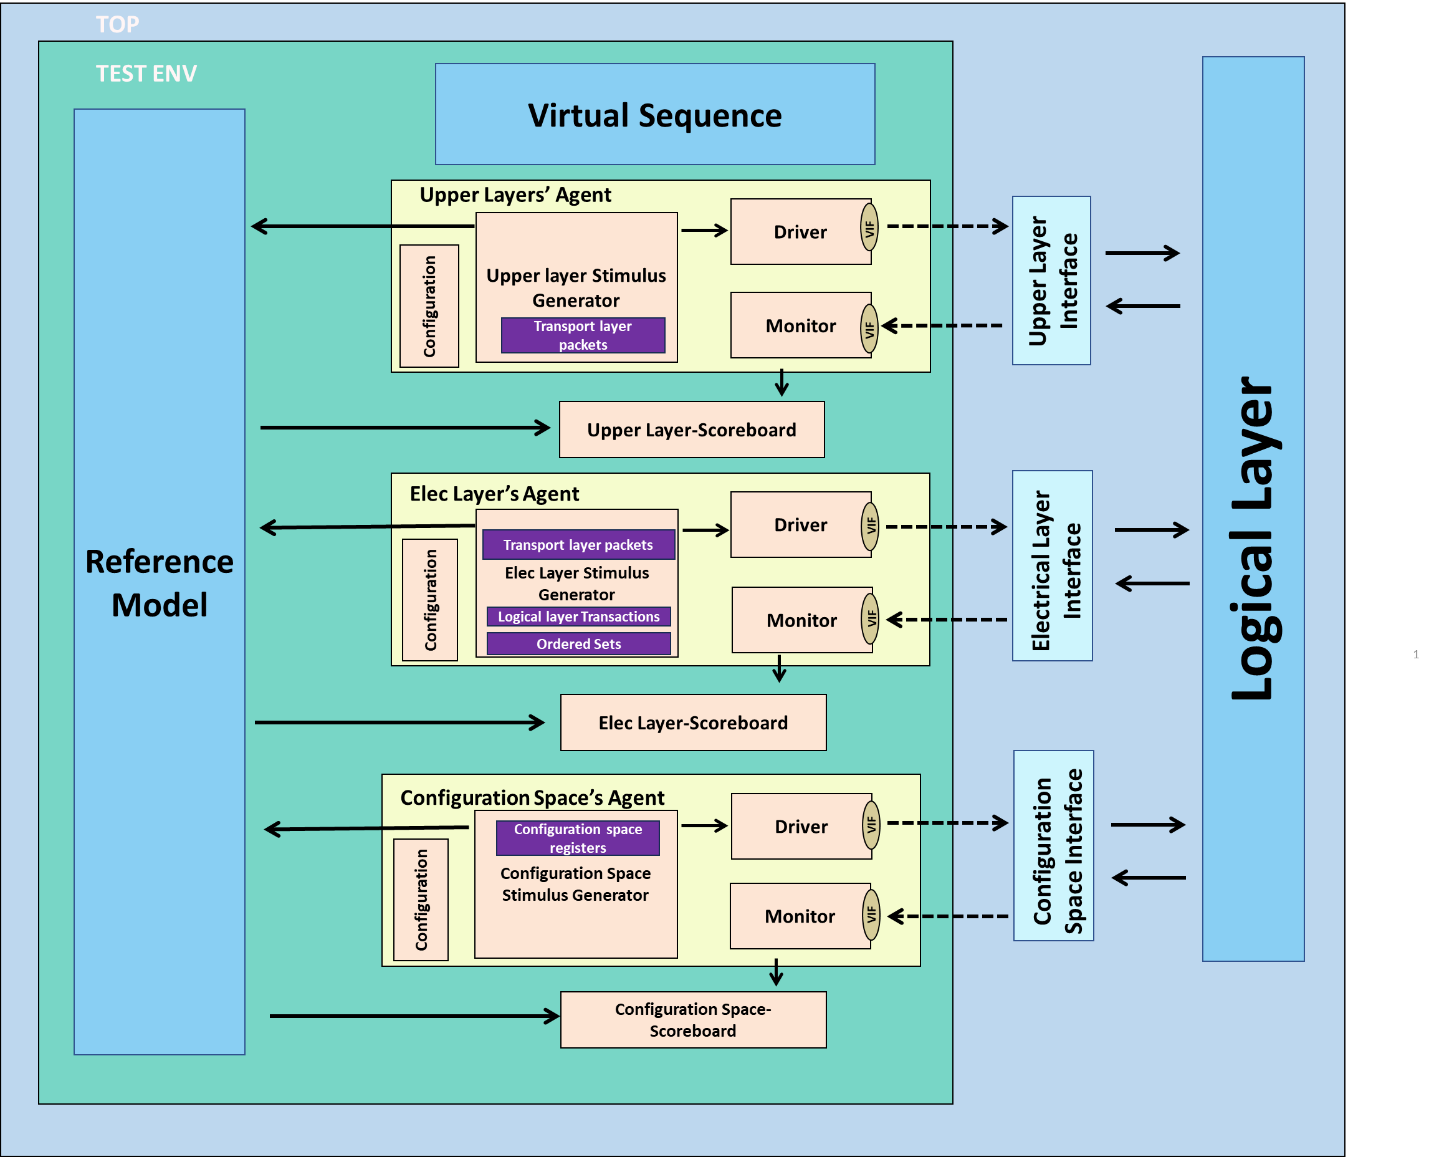 TOP
TEST ENV
Virtual Sequence
Reference
Model
Upper Layers' Agent
Configuration
Upper layer Stimulus
Generator
Transport layer
packets
Driver
VIF
Monitor
VIF
Upper Layer-Scoreboard
Elec Layer's Agent
Configuration
Transport layer packets
Elec Layer Stimulus
Generator
Logical layer Transactions
Ordered Sets
Driver
VIF
Monitor
VIF
Elec Layer-Scoreboard
Configuration Space's Agent
Configuration
Configuration space
registers
Configuration Space
Stimulus Generator
Driver
VIF
Monitor
VIF
Configuration Space-
Scoreboard
Upper Layer
Interface
Electrical Layer
Interface
Configuration
Space Interface
Logical Layer
1